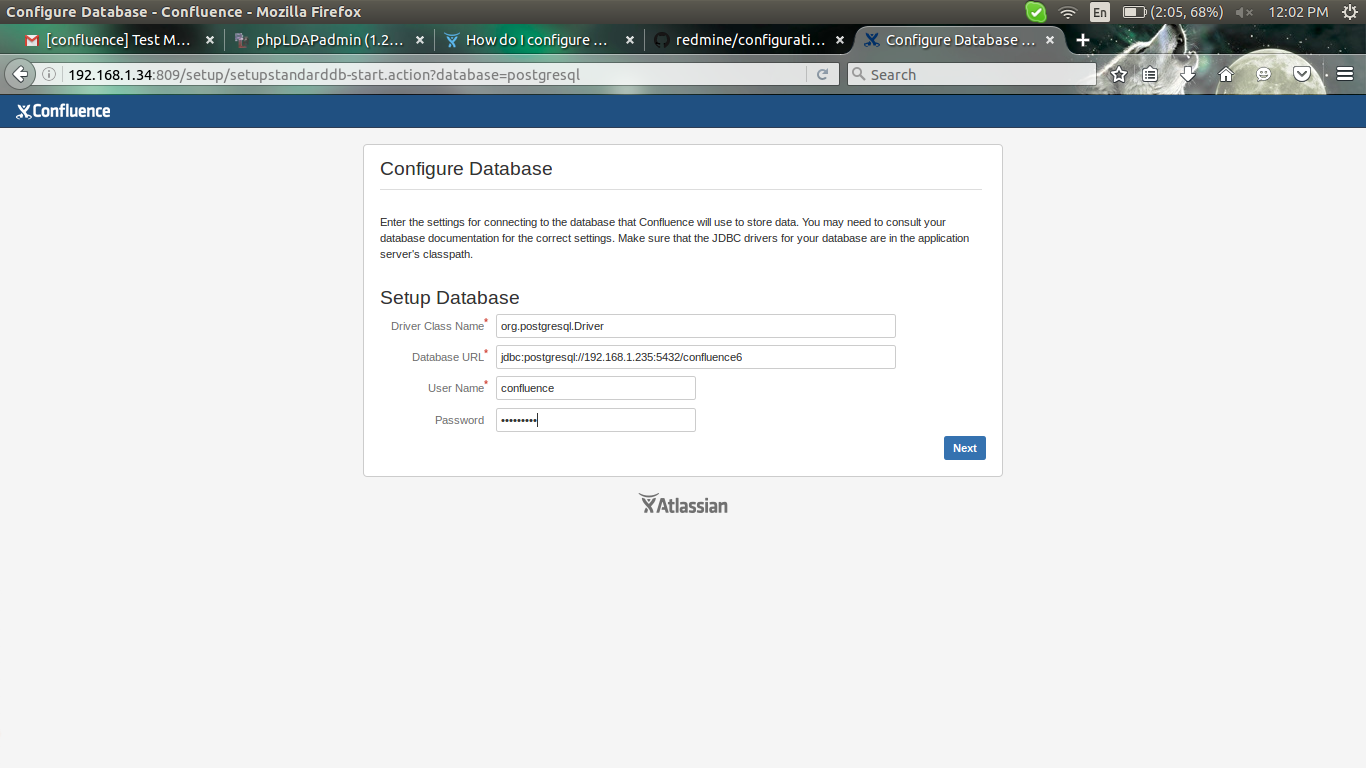 Configure Database - Confluence - Mozilla Firefox
En (2:05, 68%) 12:02 PM
[confluence] Test M... × phpLDAPadmin (1.2... × How do I configure ... × redmine/configurati... × Configure Database ... × +
192.168.1.34:809/setup/setupstandarddb-start.action?database=postgresql Search
Confluence
Configure Database
Enter the settings for connecting to the database that Confluence will use to store data. You may need to consult your
database documentation for the correct settings. Make sure that the JDBC drivers for your database are in the application
server's classpath.
Setup Database
Driver Class Name* org.postgresql.Driver
Database URL* jdbc:postgresql://192.168.1.235:5432/confluence6
User Name* confluence
Password •••••••••
Next
Atlassian